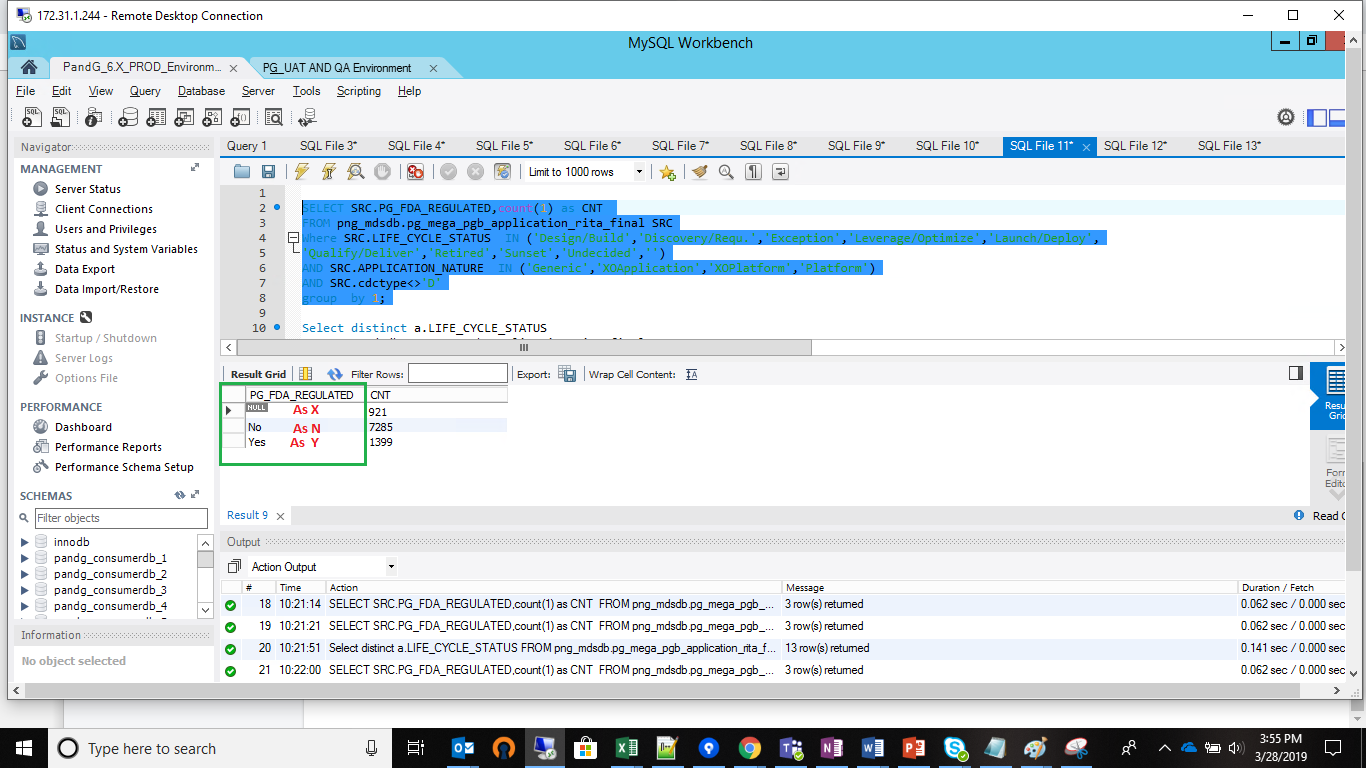 172.31.1.244 - Remote Desktop Connection
MySQL Workbench
PandG_6.X_PROD_Environm... PG_UAT AND QA Environment
File Edit View Query Database Server Tools Scripting Help
Navigator
Query 1 SQL File 3* SQL File 4* SQL File 5* SQL File 6* SQL File 7* SQL File 8* SQL File 9* SQL File 10* SQL File 11* SQL File 12* SQL File 13*
MANAGEMENT
Server Status
Client Connections
Users and Privileges
Status and System Variables
Data Export
Data Import/Restore
INSTANCE
Startup / Shutdown
Server Logs
Options File
PERFORMANCE
Dashboard
Performance Reports
Performance Schema Setup
SCHEMAS
Filter objects
innodb
pandg_consumerdb_1
pandg_consumerdb_2
pandg_consumerdb_3
pandg_consumerdb_4
Information
No object selected
Limit to 1000 rows
1
2 SELECT SRC.PG_FDA_REGULATED,count(1) as CNT
3 FROM png_mdsdb.pg_mega_pgb_application_rita_final SRC
4 Where SRC.LIFE_CYCLE_STATUS IN ('Design/Build','Discovery/Requ.','Exception','Leverage/Optimize','Launch/Deploy',
5 'Qualify/Deliver','Retired','Sunset','Undecided','')
6 AND SRC.APPLICATION_NATURE IN ('Generic','XOApplication','XOPlatform','Platform')
7 AND SRC.cdctype<>"D"
8 group by 1;
9
10 Select distinct a.LIFE_CYCLE_STATUS
Result Grid Filter Rows: Export: Wrap Cell Content:
PG_FDA_REGULATED CNT
NULL As X 921
No As N 7285
Yes As Y 1399
Result 9
Output
Action Output
# Time Action Message Duration / Fetch
18 10:21:14 SELECT SRC.PG_FDA_REGULATED,count(1) as CNT FROM png_mdsdb.pg_mega_pgb_... 3 row(s) returned 0.062 sec / 0.000 sec
19 10:21:21 SELECT SRC.PG_FDA_REGULATED,count(1) as CNT FROM png_mdsdb.pg_mega_pgb_... 3 row(s) returned 0.062 sec / 0.000 sec
20 10:21:51 Select distinct a.LIFE_CYCLE_STATUS FROM png_mdsdb.pg_mega_pgb_application_rita_f... 13 row(s) returned 0.141 sec / 0.000 sec
21 10:22:00 SELECT SRC.PG_FDA_REGULATED,count(1) as CNT FROM png_mdsdb.pg_mega_pgb_... 3 row(s) returned 0.062 sec / 0.000 sec
Type here to search
3:55 PM
3/28/2019